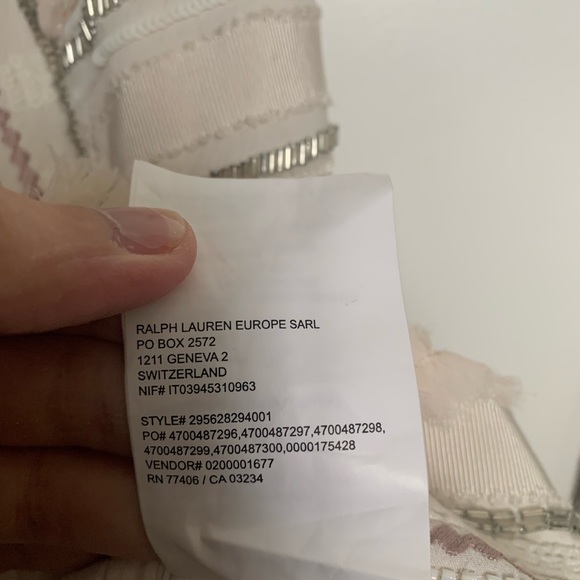 RALPH LAUREN EUROPE SARL
PO BOX 2572
1211 GENEVA 2
SWITZERLAND
NIF# IT03945310963
STYLE# 295628294001
PO# 4700487296,4700487297,4700487298,
4700487299,4700487300,0000175428
VENDOR# 0200001677
RN 77406 / CA 03234